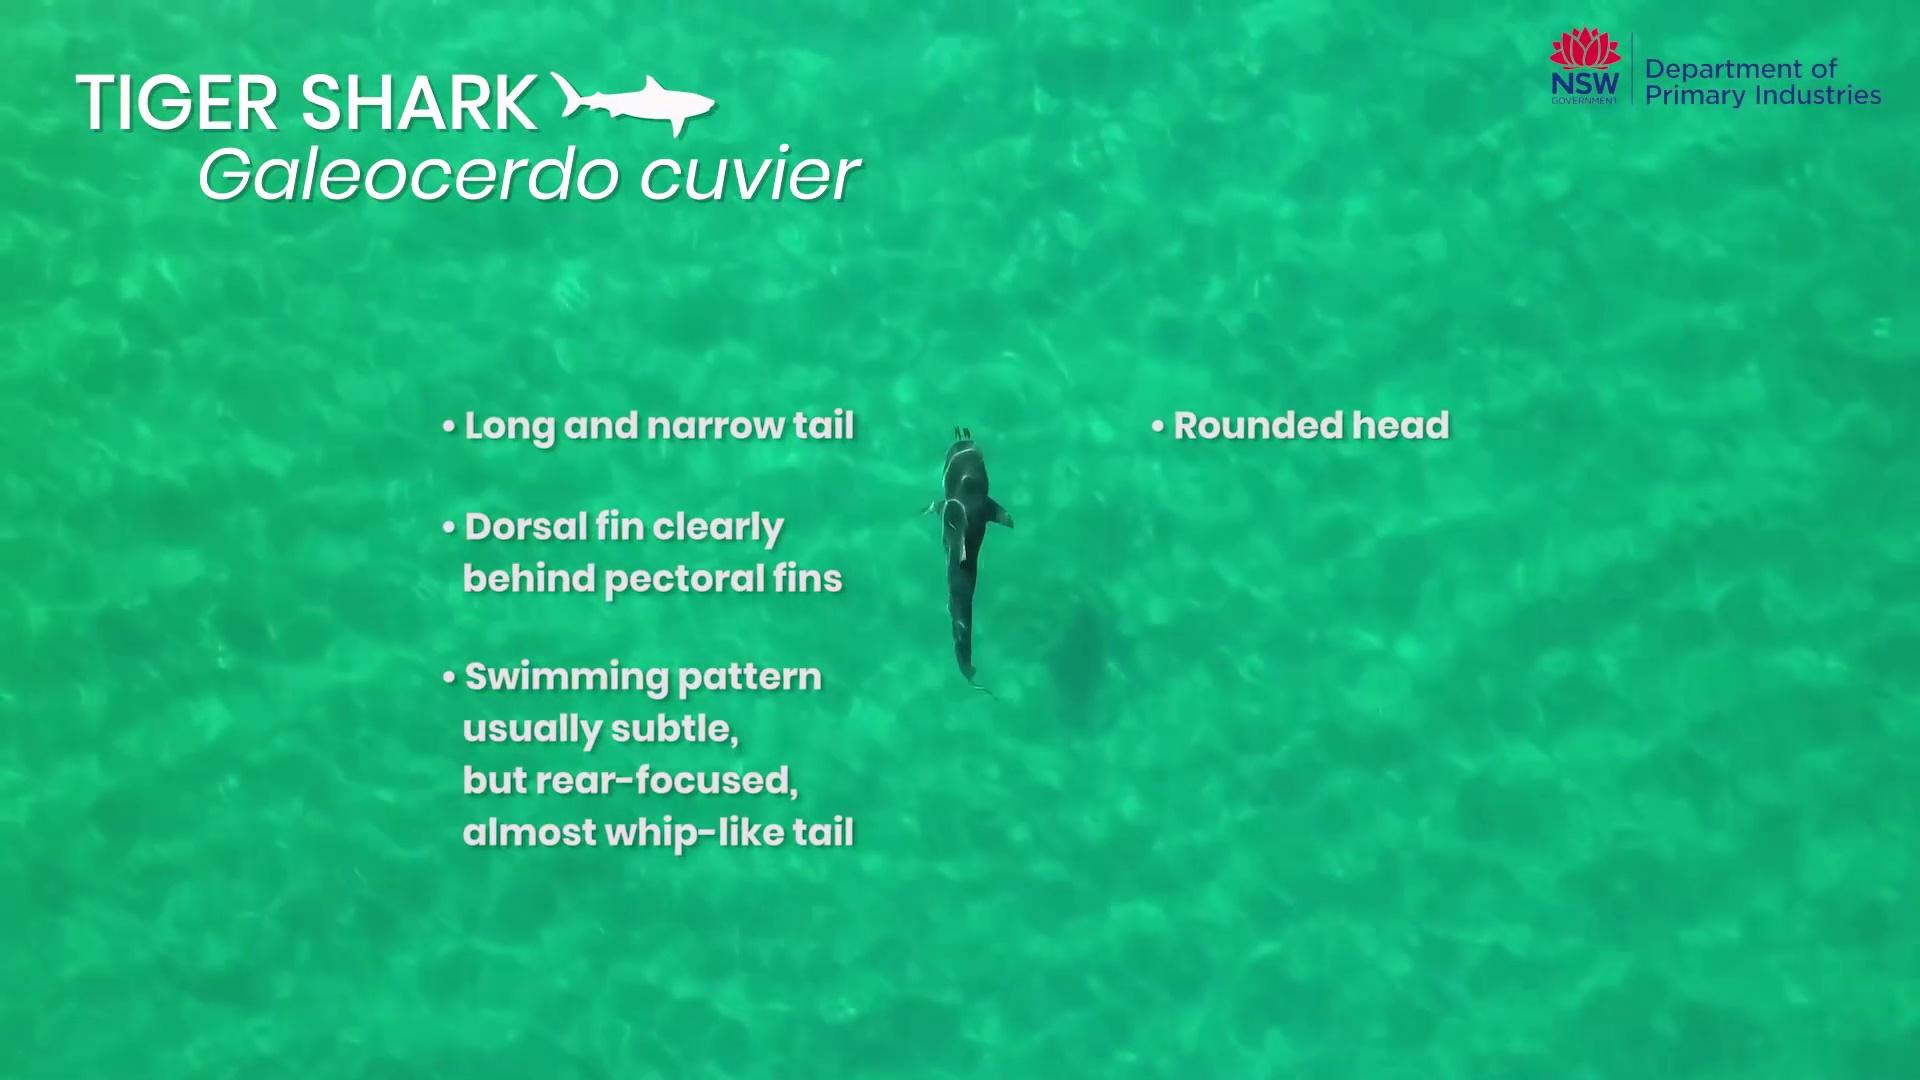 TIGER SHARK
Galeocerdo cuvier
NSW
GOVERNMENT
Department of
Primary Industries
• Long and narrow tail
• Dorsal fin clearly
behind pectoral fins
• Swimming pattern
usually subtle,
but rear-focused,
almost whip-like tail
• Rounded head